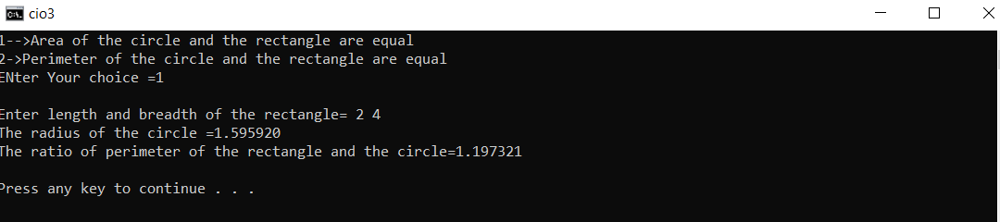 cio3
1-->Area of the circle and the rectangle are equal
2->Perimeter of the circle and the rectangle are equal
ENter Your choice =1
Enter length and breadth of the rectangle= 2 4
The radius of the circle =1.595920
The ratio of perimeter of the rectangle and the circle=1.197321
Press any key to continue . . .